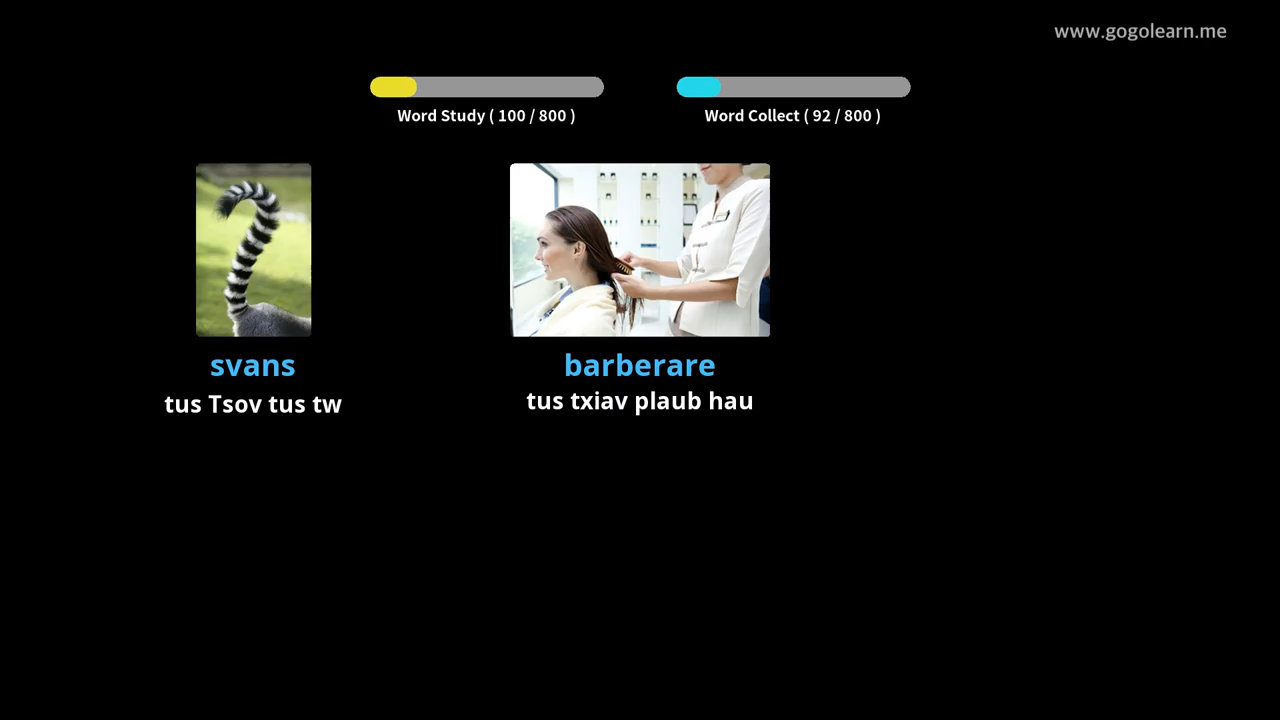 www.gogolearn.me
Word Study ( 100 / 800 )
Word Collect ( 92 / 800 )
svans
tus Tsov tus tw
barberare
tus txiav plaub hau